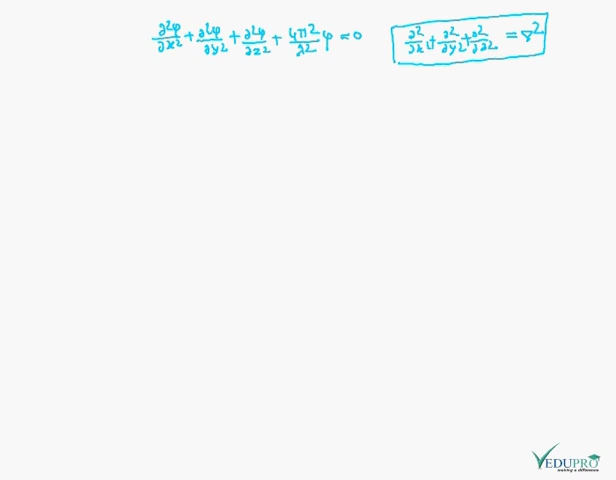 ∂²φ/∂x² + ∂²φ/∂y² + ∂²φ/∂z² + 4π²/λ² φ = 0
∂²/∂x² + ∂²/∂y² + ∂²/∂z² = ∇²
VEDUPRO
making a difference